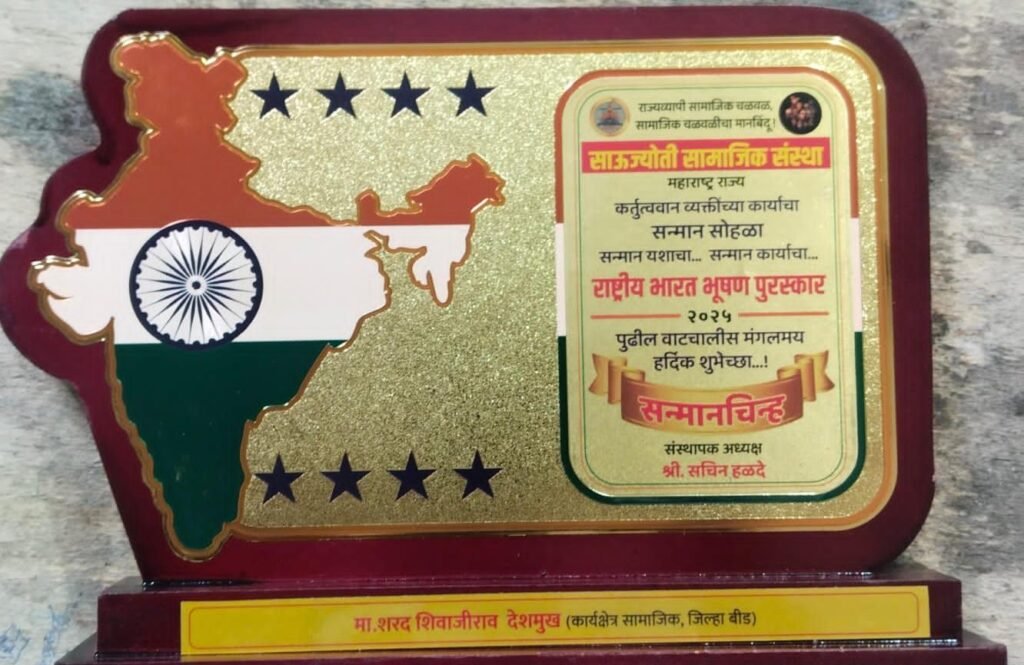 राज्यव्यापी सामाजिक चळवळ,
सामाजिक चळवळीचा मानबिंदू!
साऊज्योती सामाजिक संस्था
महाराष्ट्र राज्य
कर्तुत्ववान व्यक्तींच्या कार्याचा
सन्मान सोहळा
सन्मान यशाचा... सन्मान कार्याचा...
राष्ट्रीय भारत भूषण पुरस्कार
२०२५
पुढील वाटचालीस मंगलमय
हर्दिक शुभेच्छा...!
सन्मानचिन्ह
संस्थापक अध्यक्ष
श्री. सचिन हळदे
मा.शरद शिवाजीराव देशमुख (कार्यक्षेत्र सामाजिक, जिल्हा बीड)